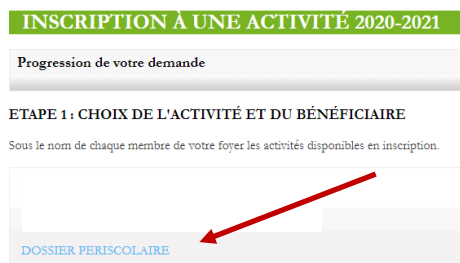 INSCRIPTION À UNE ACTIVITÉ 2020-2021
Progression de votre demande
ETAPE 1 : CHOIX DE L'ACTIVITÉ ET DU BÉNÉFICIAIRE
Sous le nom de chaque membre de votre foyer les activités disponibles en inscription.
DOSSIER PERISCOLAIRE